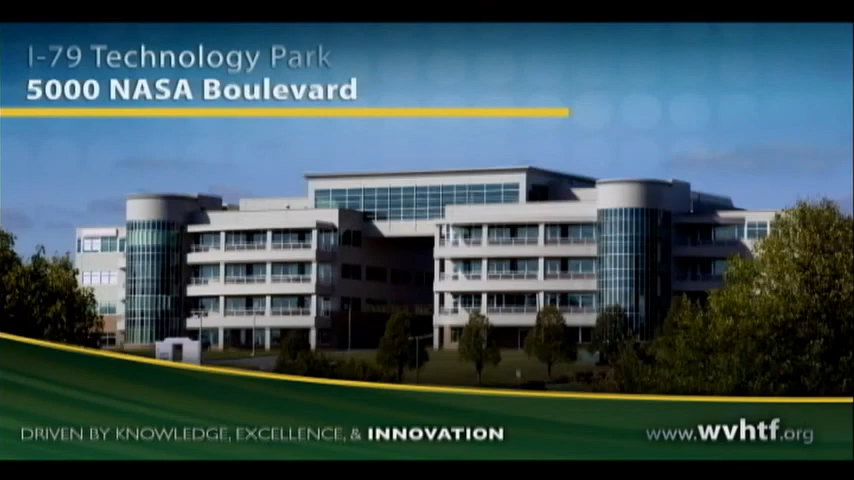 I-79 Technology Park
5000 NASA Boulevard
DRIVEN BY KNOWLEDGE, EXCELLENCE, & INNOVATION
www.wvhtf.org